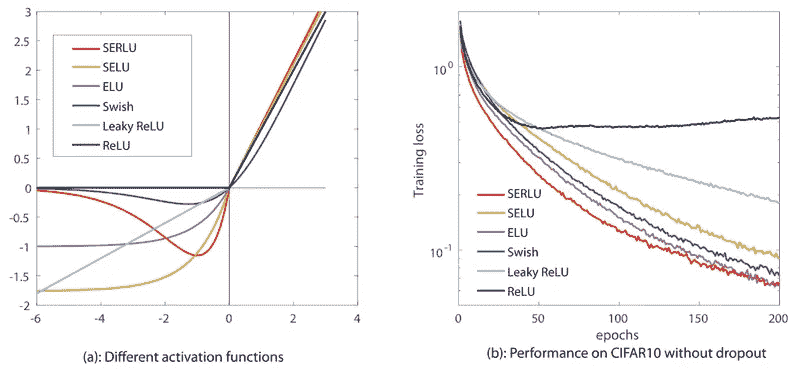 3
2.5
2
1.5
1
0.5
0
-0.5
-1
-1.5
-2
-6 -4 -2 0 2 4
SERLU
SELU
ELU
Swish
Leaky ReLU
ReLU
(a): Different activation functions
Training loss
10^0
10^-1
SERLU
SELU
ELU
Swish
Leaky ReLU
ReLU
0 50 100 150 200
epochs
(b): Performance on CIFAR10 without dropout